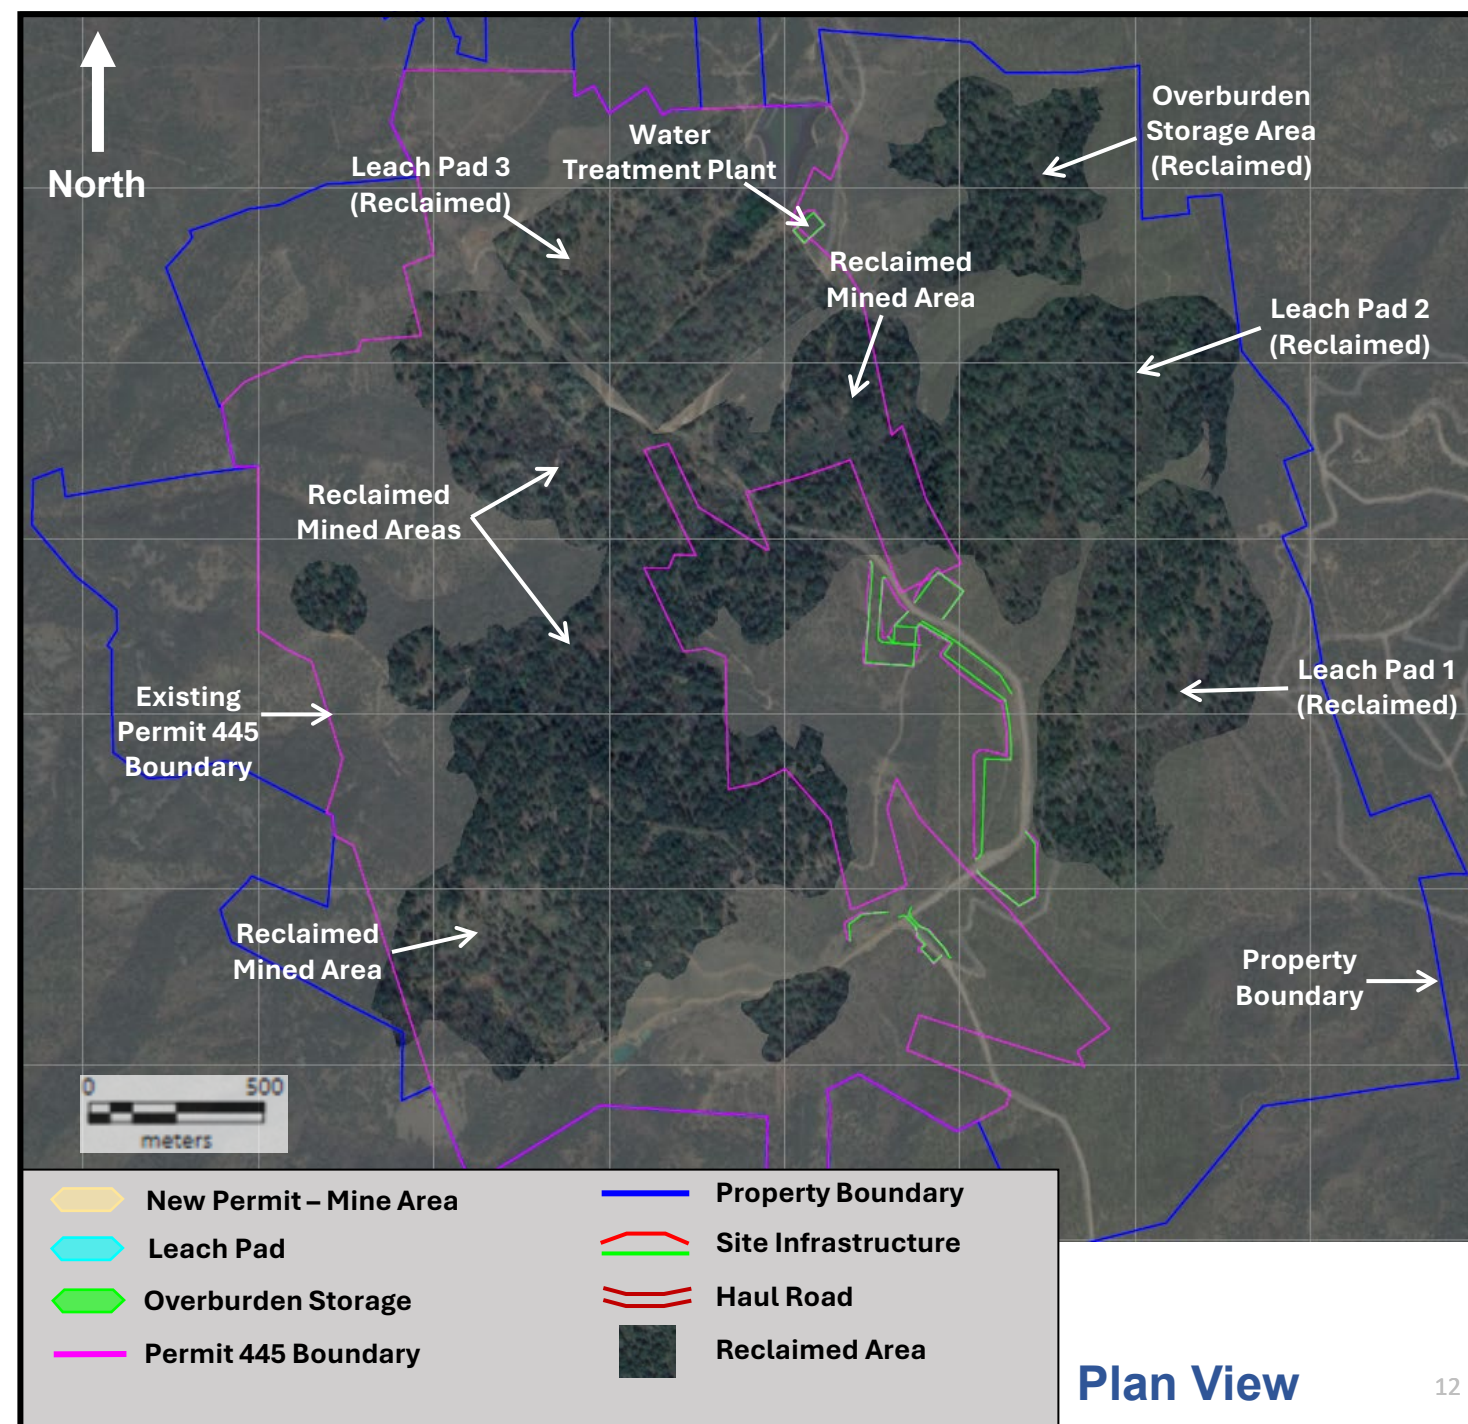 North
Overburden
Storage Area
(Reclaimed)
Water
Treatment Plant
Leach Pad 3
(Reclaimed)
Reclaimed
Mined Area
Leach Pad 2
(Reclaimed)
Reclaimed
Mined Areas
Existing
Permit 445
Boundary
Leach Pad 1
(Reclaimed)
Reclaimed
Mined Area
Property
Boundary
0 500
meters
New Permit – Mine Area
Leach Pad
Overburden Storage
Permit 445 Boundary
Property Boundary
Site Infrastructure
Haul Road
Reclaimed Area
Plan View
12